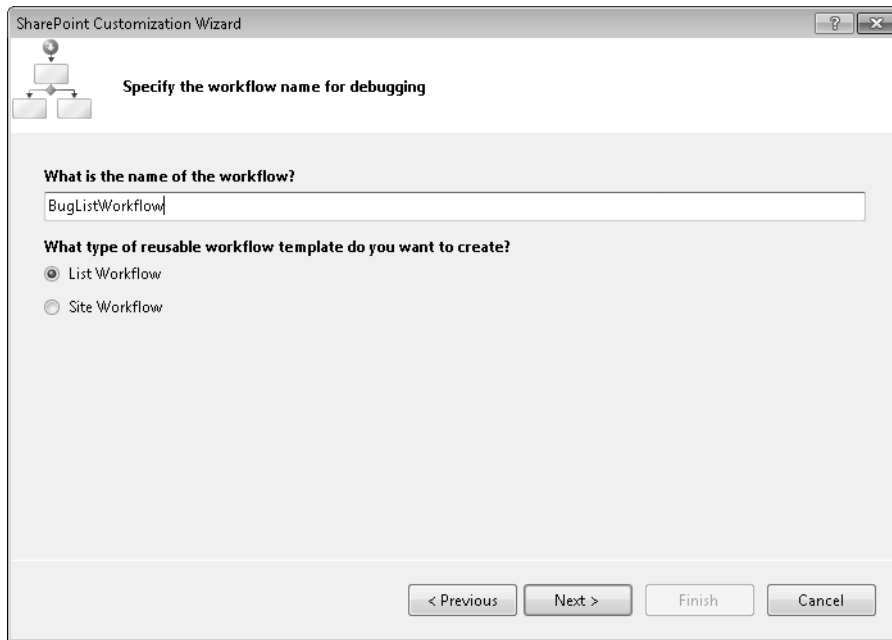 SharePoint Customization Wizard
?
Specify the workflow name for debugging
What is the name of the workflow?
BugListWorkflow
What type of reusable workflow template do you want to create?
List Workflow
Site Workflow
< Previous
Next >
Finish
Cancel